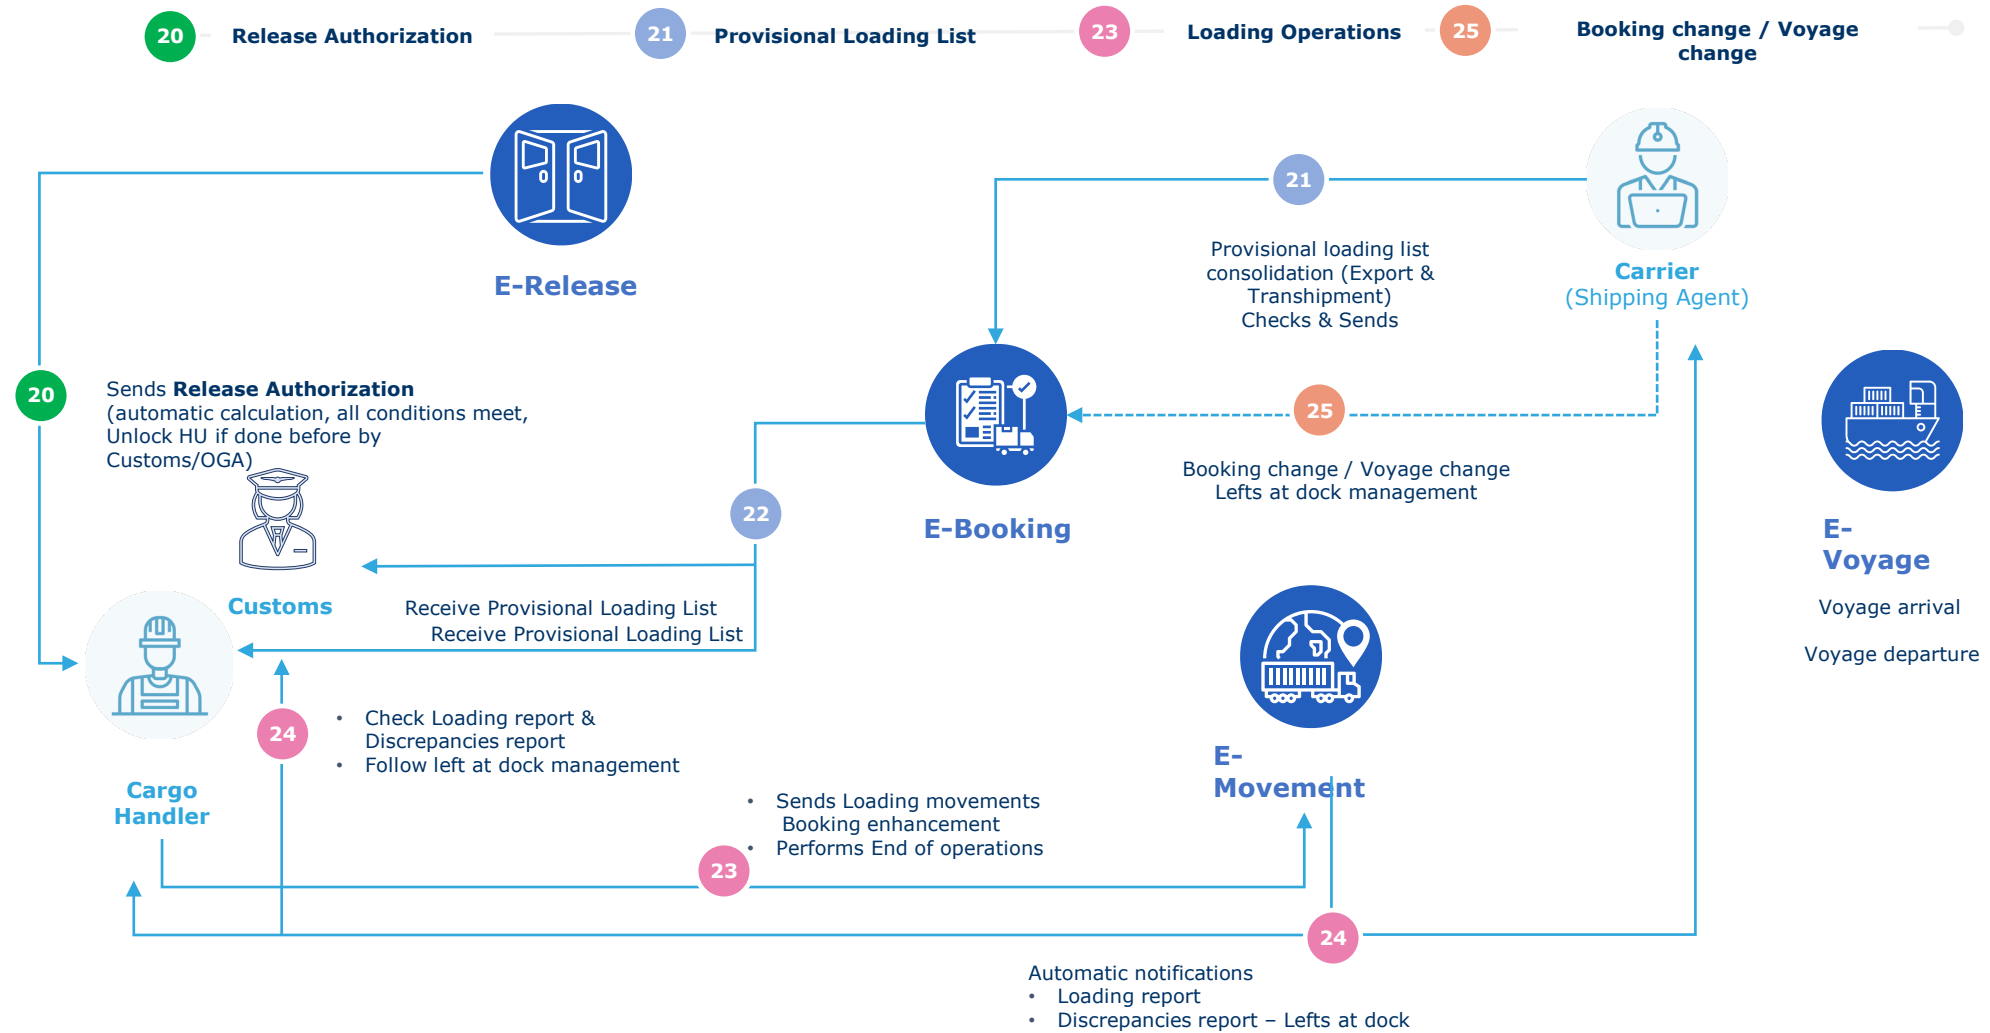 20 Release Authorization 21 Provisional Loading List 23 Loading Operations 25 Booking change / Voyage
change
21
Provisional loading list
consolidation (Export &
Transhipment)
Checks & Sends
Carrier
(Shipping Agent)
E-Release
20
Sends Release Authorization
(automatic calculation, all conditions meet,
Unlock HU if done before by
Customs/OGA)
25
Booking change / Voyage change
Lefts at dock management
E-Booking
22
E-
Voyage
Voyage arrival
Voyage departure
Customs
Receive Provisional Loading List
Receive Provisional Loading List
24
• Check Loading report &
Discrepancies report
• Follow left at dock management
Cargo
Handler
E-
Movement
• Sends Loading movements
Booking enhancement
• Performs End of operations
23
24
Automatic notifications
• Loading report
• Discrepancies report – Lefts at dock